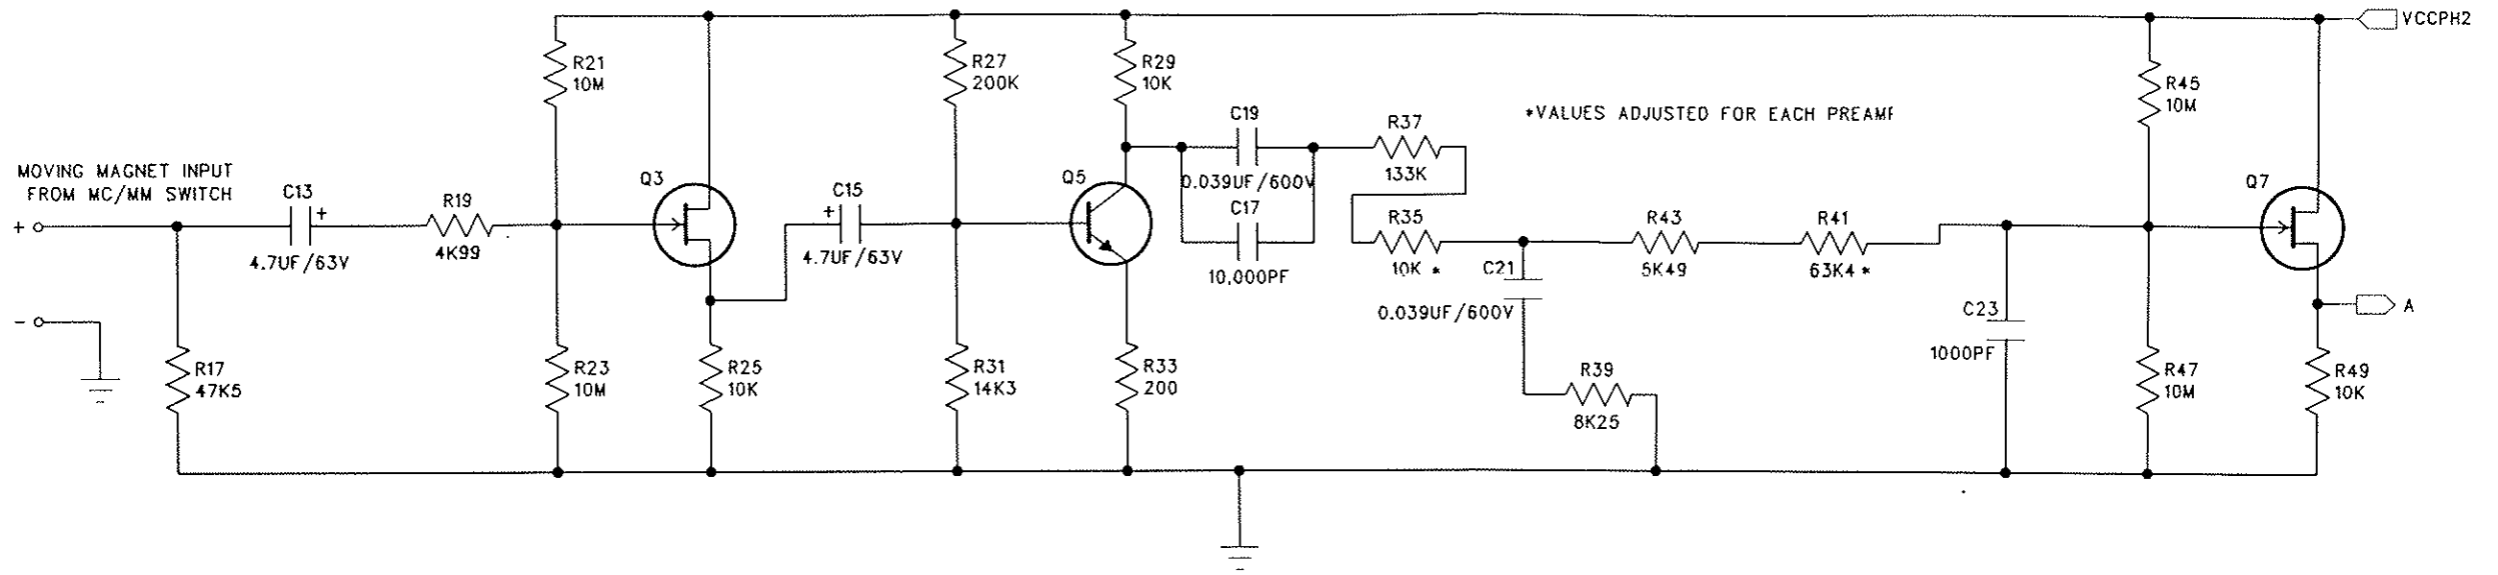 VCCPH2
R21
10M
R27
200K
R29
10K
R45
10M
*VALUES ADJUSTED FOR EACH PREAMP
C19
0.039UF/600V
R37
133K
MOVING MAGNET INPUT
FROM MC/MM SWITCH
+
C13
+
4.7UF/63V
R19
4K99
Q3
C15
+
4.7UF/63V
Q5
C17
10,000PF
R35
10K *
C21
0.039UF/600V
R43
5K49
R41
63K4 *
Q7
A
-
C23
1000PF
R17
47K5
R23
10M
R25
10K
R31
14K3
R33
200
R39
8K25
R47
10M
R49
10K